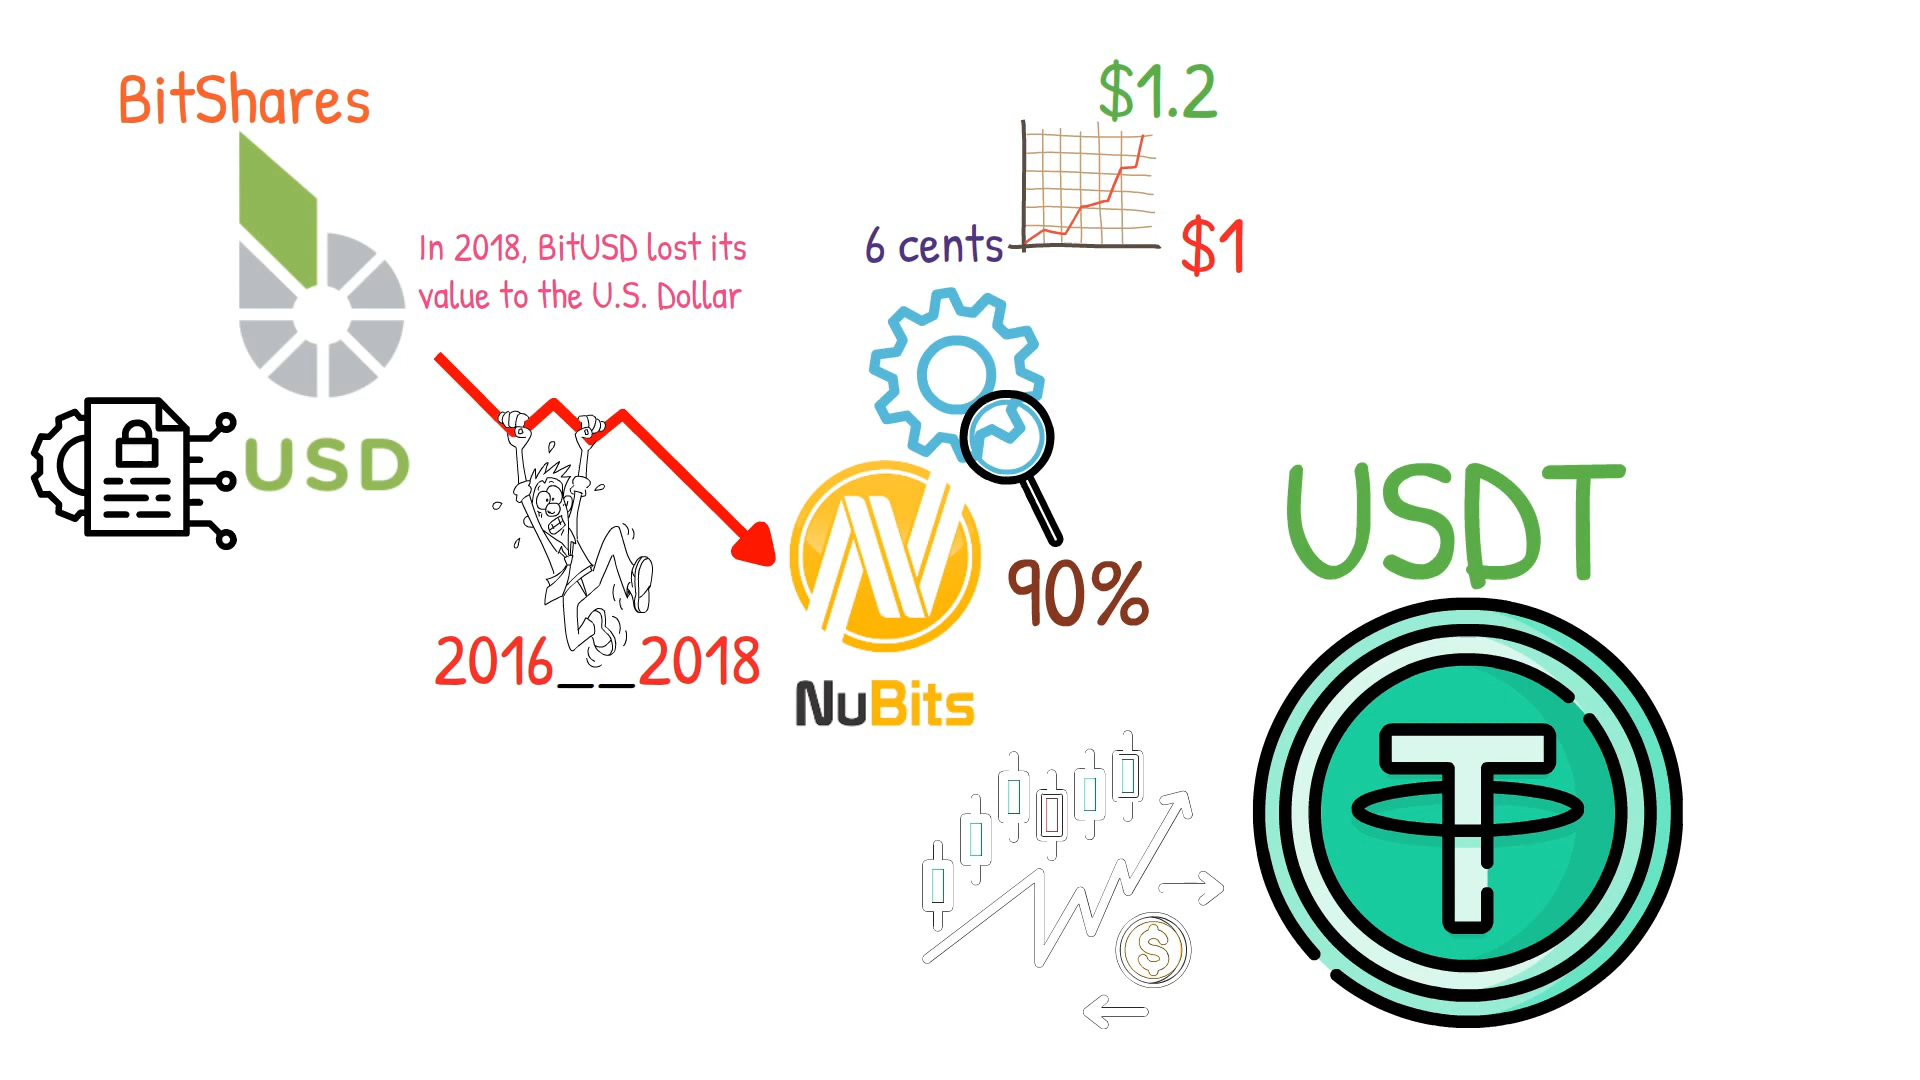 BitShares
USD
In 2018, BitUSD lost its
value to the U.S. Dollar
2016__2018
6 cents
$1.2
$1
90%
NuBits
$
USDT
T